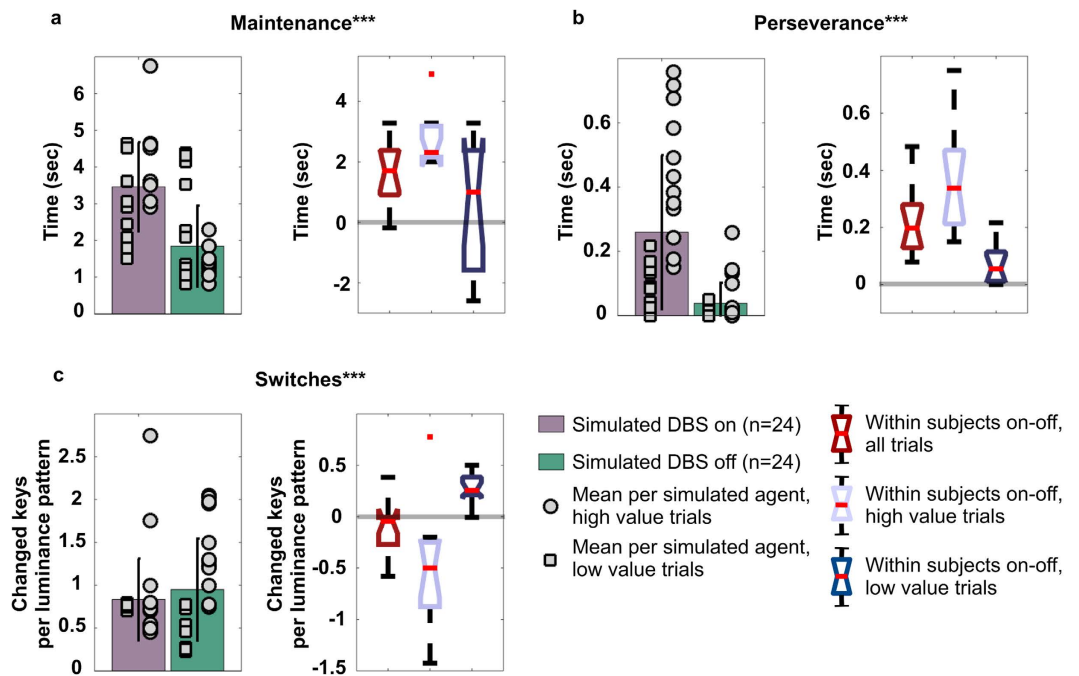 a
Maintenance***
Time (sec)
6
5
4
3
2
1
0
Time (sec)
4
2
0
-2
b
Perseverance***
Time (sec)
0.6
0.4
0.2
0
Time (sec)
0.6
0.4
0.2
0
c
Switches***
Changed keys
per luminance pattern
2.5
2
1.5
1
0.5
0
Changed keys
per luminance pattern
0.5
0
-0.5
-1
-1.5
Simulated DBS on (n=24)
Simulated DBS off (n=24)
Mean per simulated agent,
high value trials
Mean per simulated agent,
low value trials
Within subjects on-off,
all trials
Within subjects on-off,
high value trials
Within subjects on-off,
low value trials